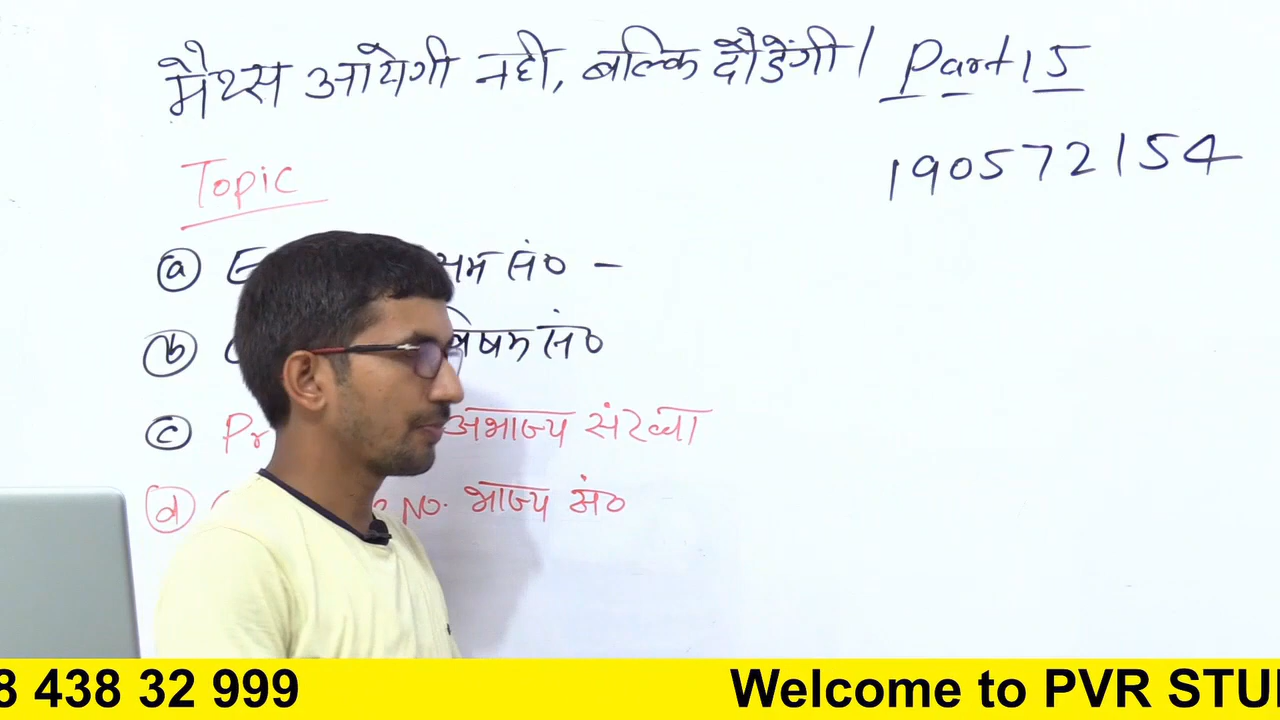 मैथ्स आयेगी नही, बल्कि दौडेंगी। Part 15
190572154
Topic
(a) सम सं० -
(b) विषम सं०
(c) Pr अभाज्य संख्या
(d) No. भाज्य सं०
8 438 32 999 Welcome to PVR STU